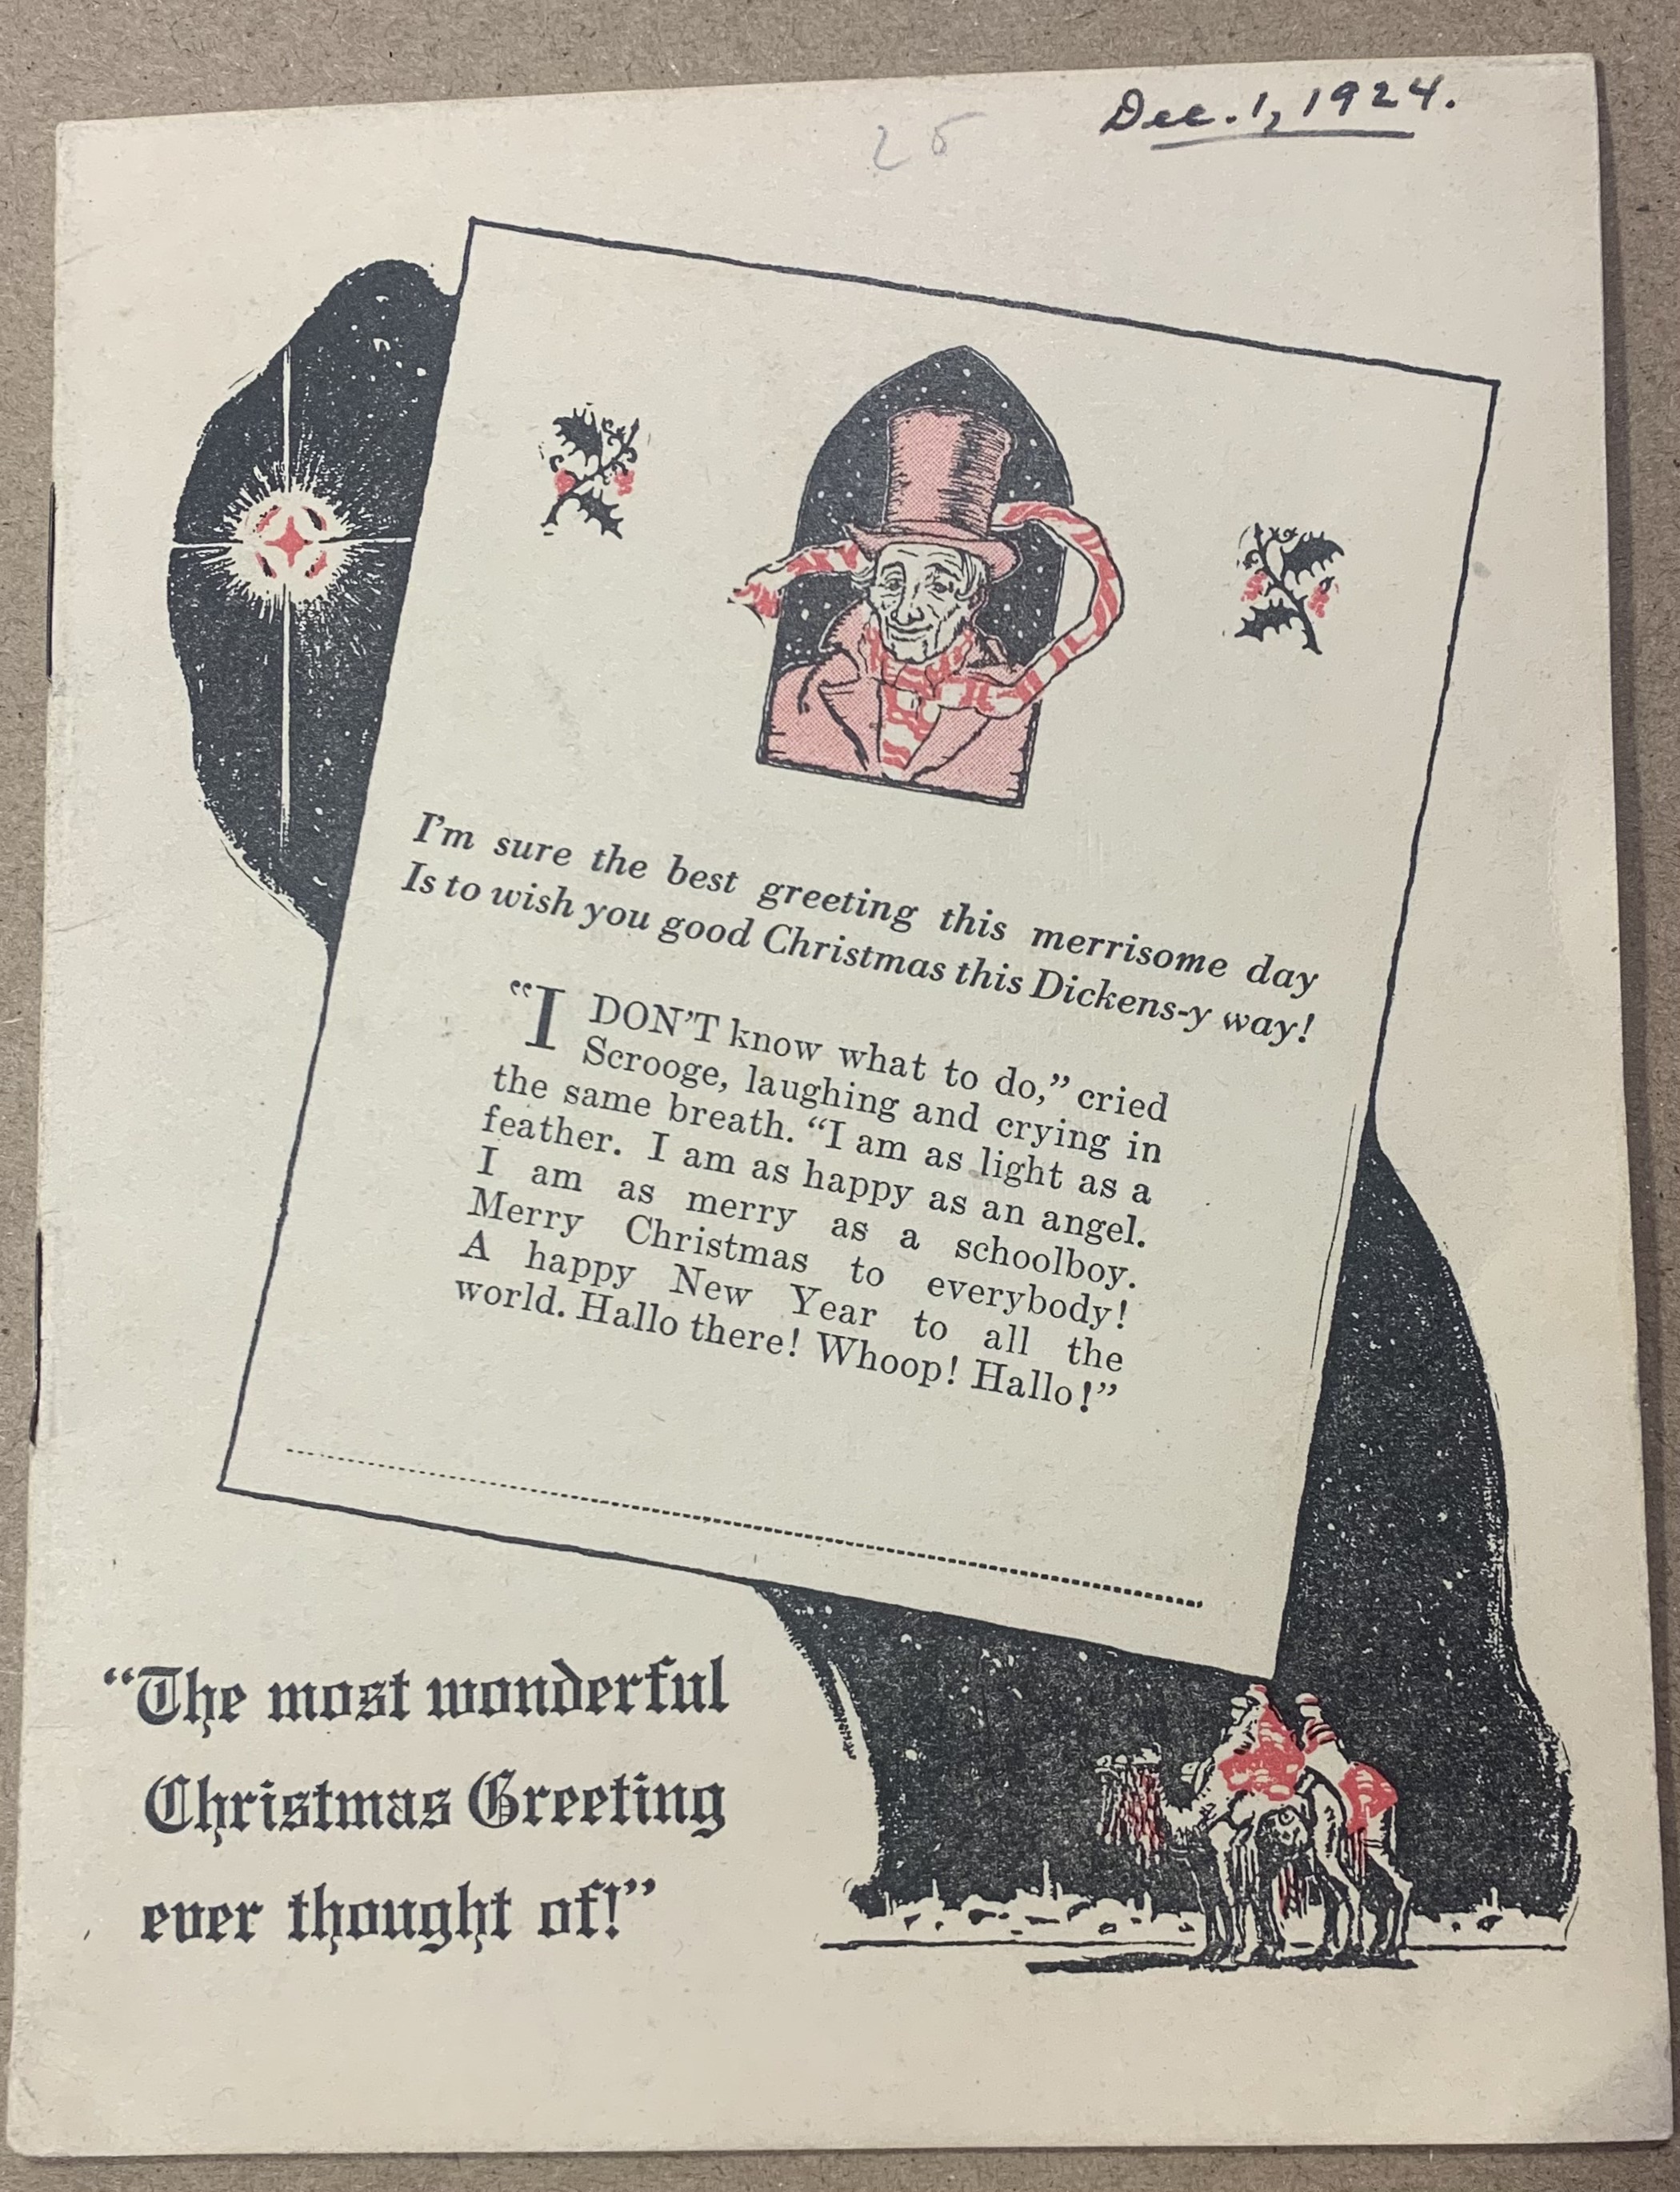 Dec. 1, 1924.
25
I'm sure the best greeting this merrisome day
Is to wish you good Christmas this Dickens-y way!
“I DON'T know what to do,” cried
Scrooge, laughing and crying in
the same breath. “I am as light as a
feather. I am as happy as an angel.
I am as merry as a schoolboy.
Merry Christmas to everybody!
A happy New Year to all the
world. Hallo there! Whoop! Hallo!”
“The most wonderful
Christmas Greeting
ever thought of!”